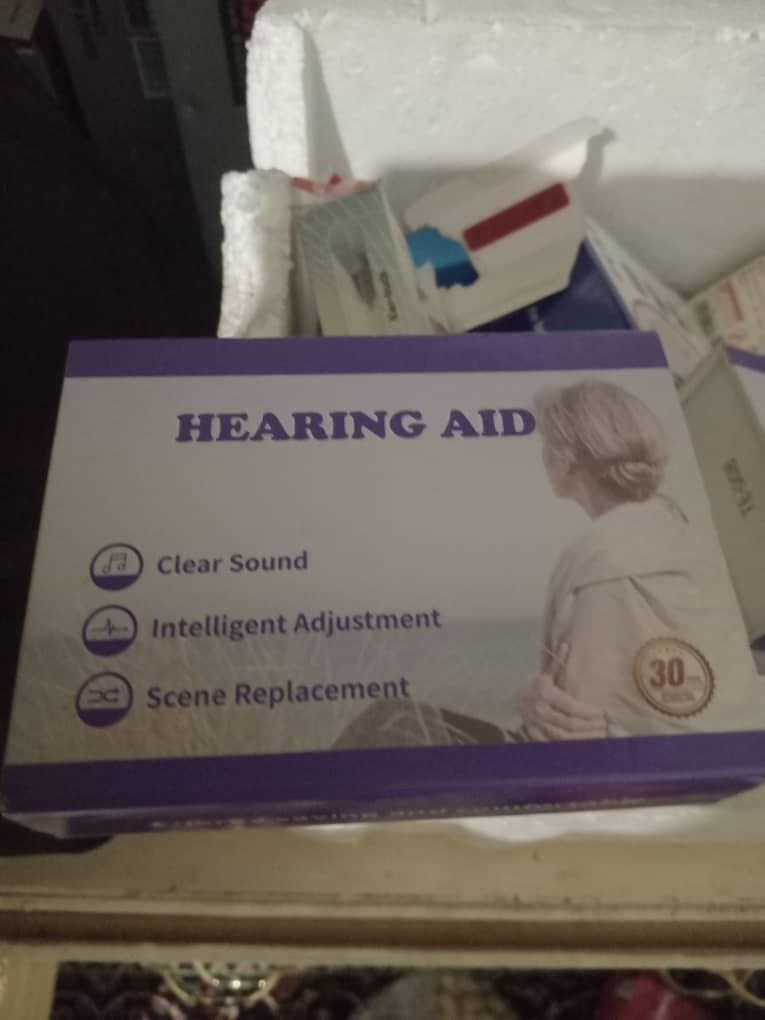 HEARING AID
Clear Sound
Intelligent Adjustment
Scene Replacement
30